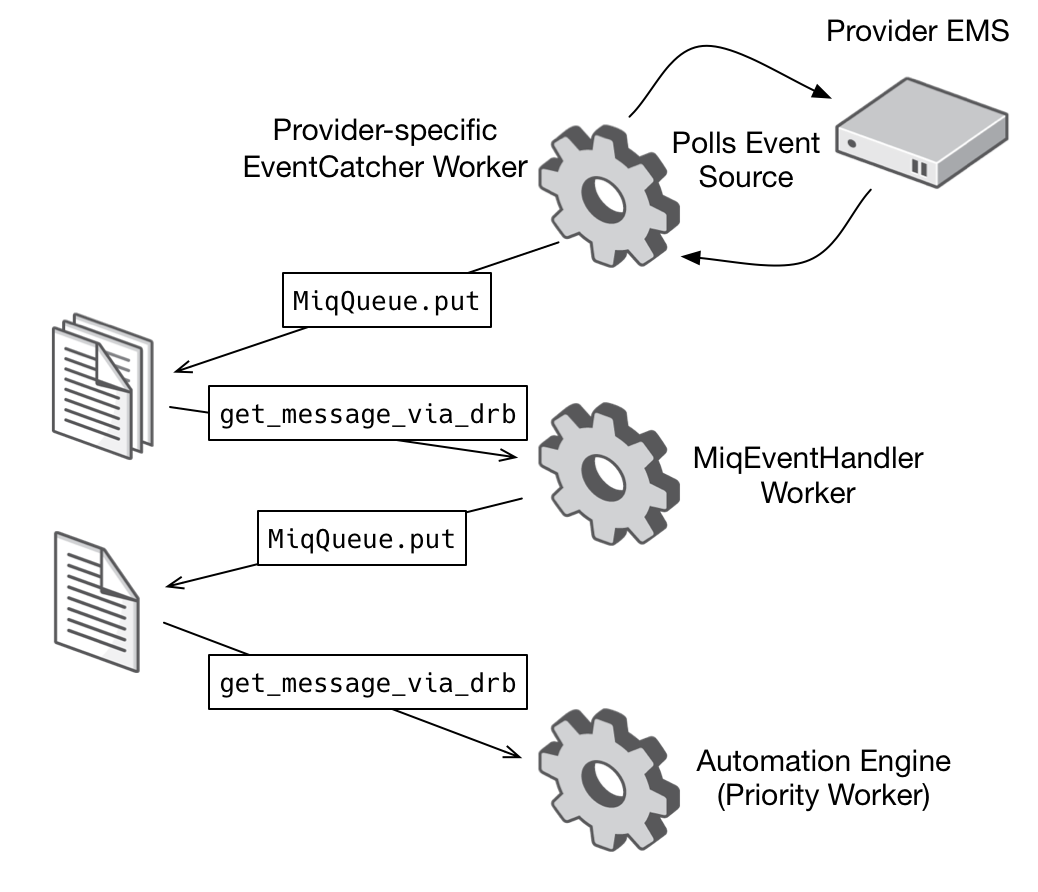 Provider EMS
Provider-specific
EventCatcher Worker
Polls Event
Source
MiqQueue.put
get_message_via_drb
MiqEventHandler
Worker
MiqQueue.put
get_message_via_drb
Automation Engine
(Priority Worker)